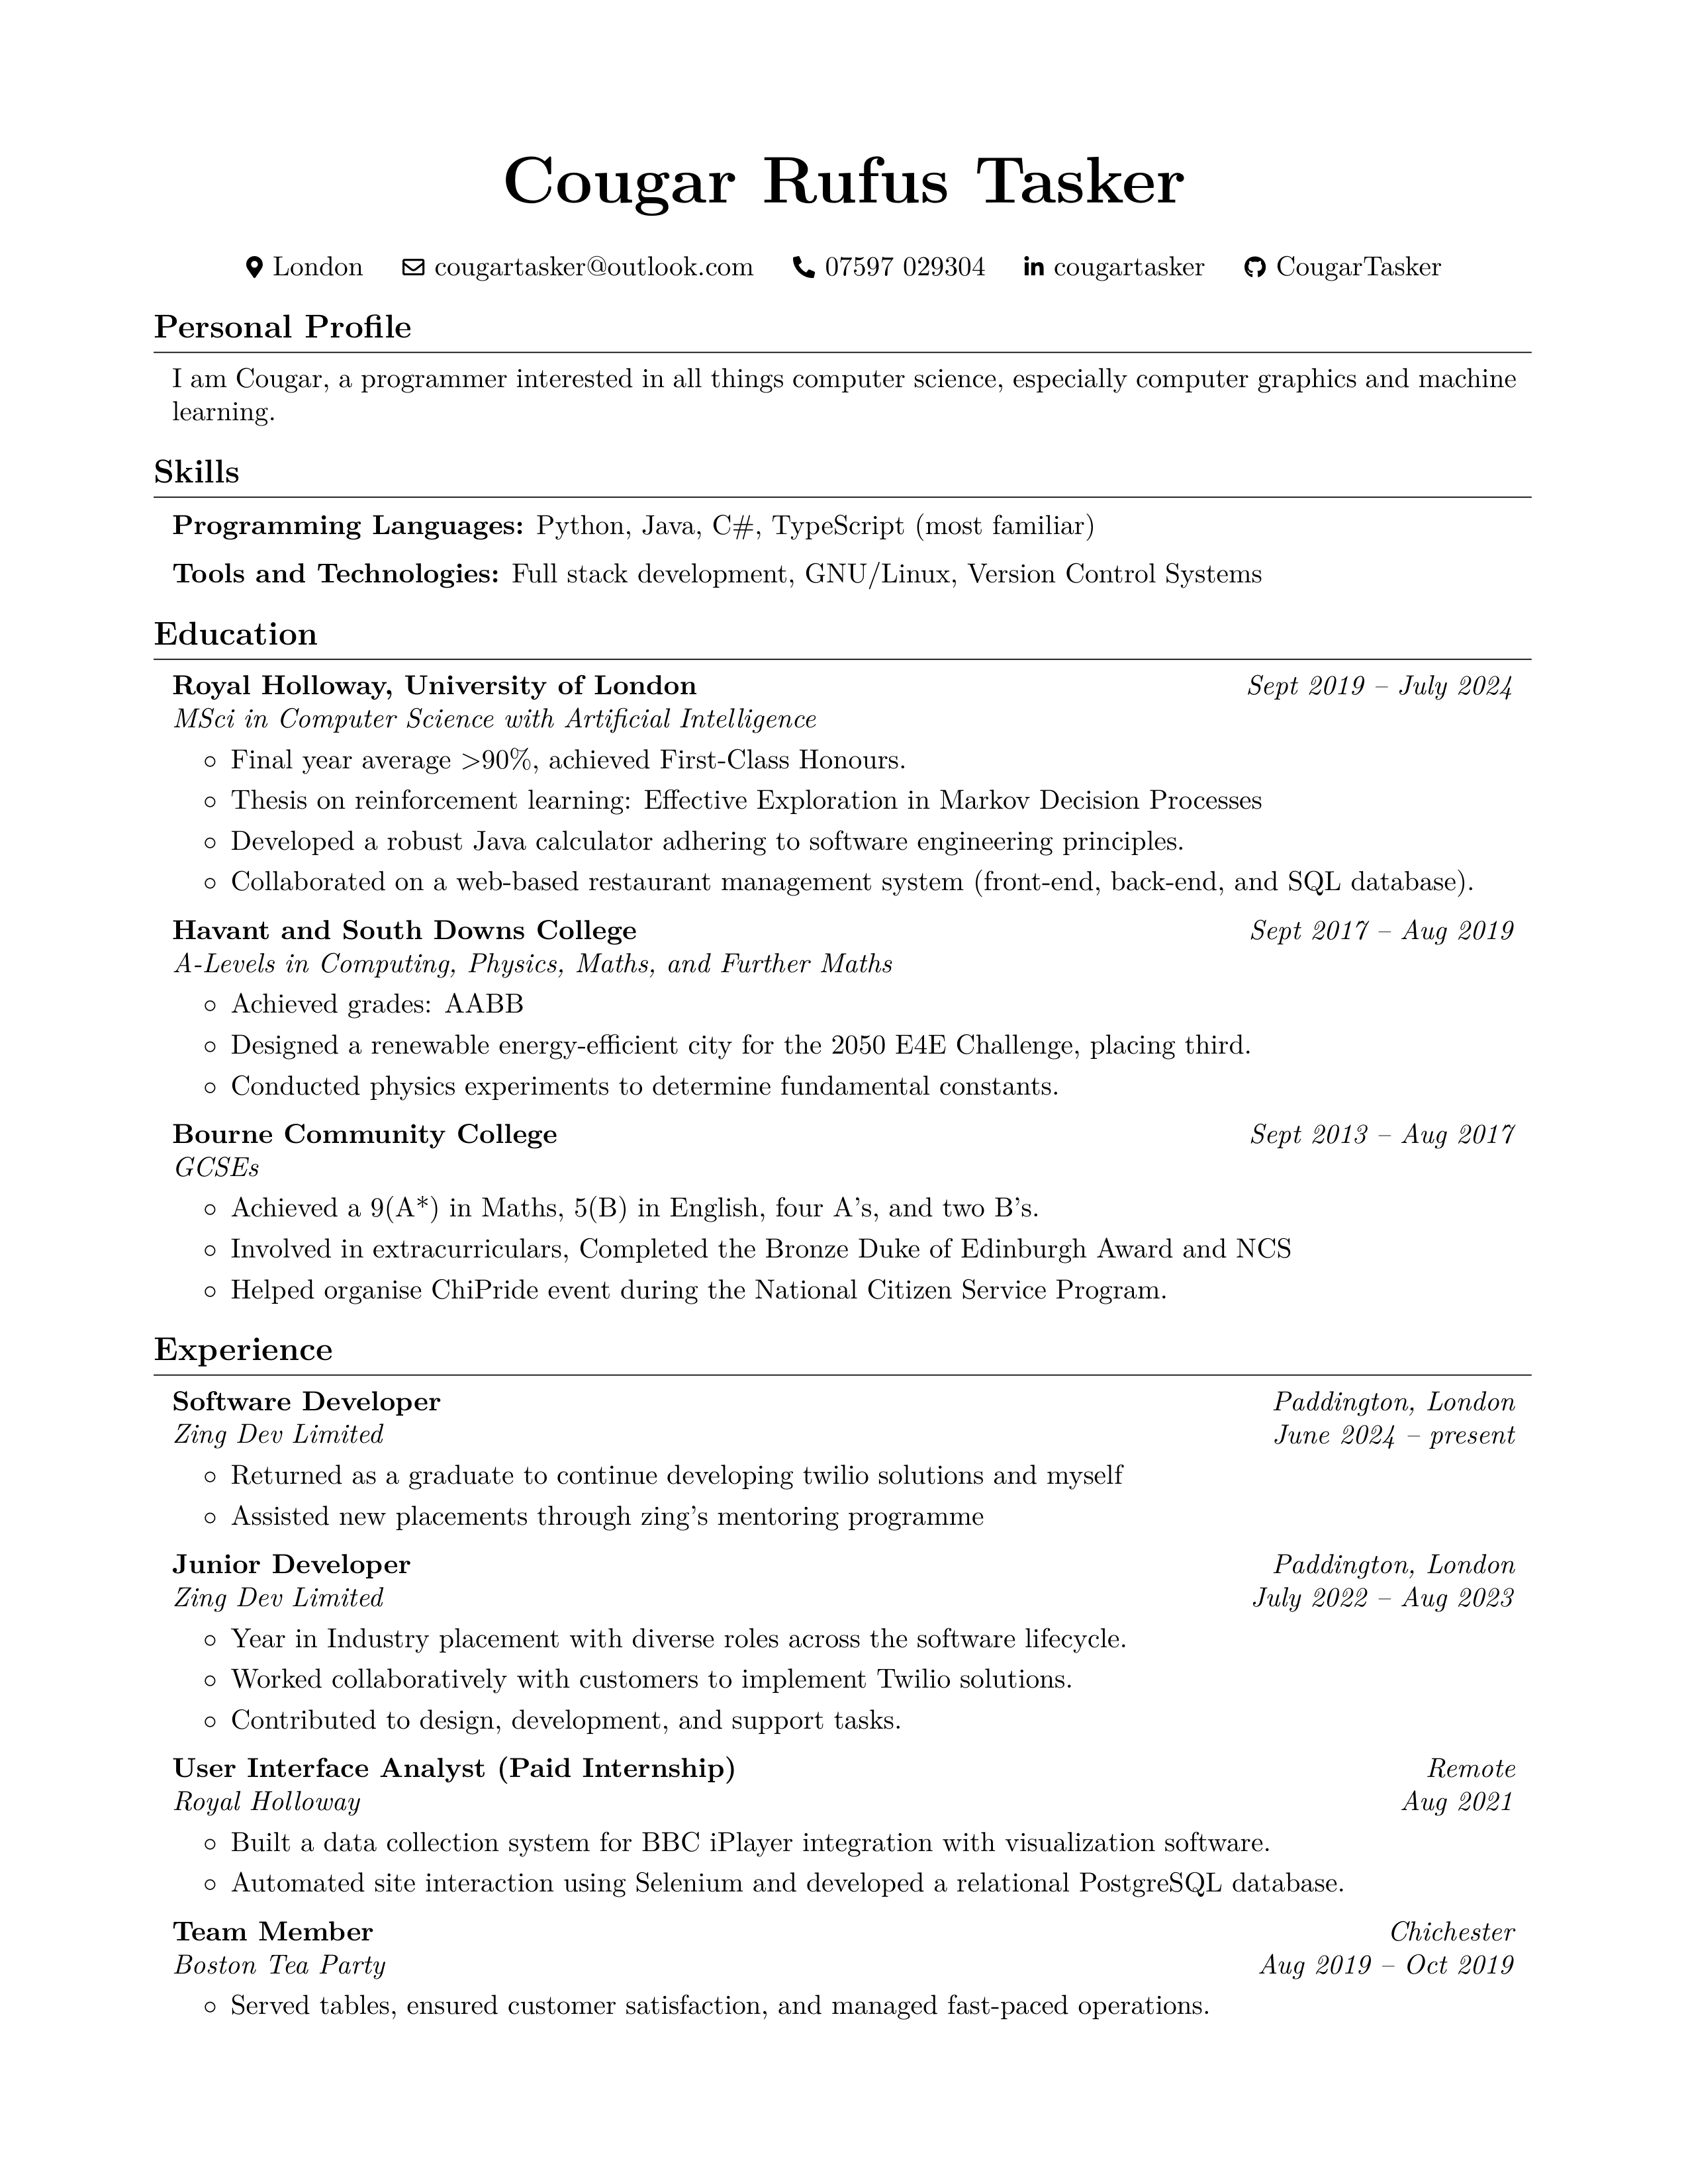 Cougar Rufus Tasker
London cougartasker@outlook.com 07597 029304 cougartasker CougarTasker
Personal Profile
I am Cougar, a programmer interested in all things computer science, especially computer graphics and machine
learning.
Skills
Programming Languages: Python, Java, C#, TypeScript (most familiar)
Tools and Technologies: Full stack development, GNU/Linux, Version Control Systems
Education
Royal Holloway, University of London Sept 2019 – July 2024
MSci in Computer Science with Artificial Intelligence
◦ Final year average >90%, achieved First-Class Honours.
◦ Thesis on reinforcement learning: Effective Exploration in Markov Decision Processes
◦ Developed a robust Java calculator adhering to software engineering principles.
◦ Collaborated on a web-based restaurant management system (front-end, back-end, and SQL database).
Havant and South Downs College Sept 2017 – Aug 2019
A-Levels in Computing, Physics, Maths, and Further Maths
◦ Achieved grades: AABB
◦ Designed a renewable energy-efficient city for the 2050 E4E Challenge, placing third.
◦ Conducted physics experiments to determine fundamental constants.
Bourne Community College Sept 2013 – Aug 2017
GCSEs
◦ Achieved a 9(A*) in Maths, 5(B) in English, four A's, and two B's.
◦ Involved in extracurriculars, Completed the Bronze Duke of Edinburgh Award and NCS
◦ Helped organise ChiPride event during the National Citizen Service Program.
Experience
Software Developer Paddington, London
Zing Dev Limited June 2024 – present
◦ Returned as a graduate to continue developing twilio solutions and myself
◦ Assisted new placements through zing's mentoring programme
Junior Developer Paddington, London
Zing Dev Limited July 2022 – Aug 2023
◦ Year in Industry placement with diverse roles across the software lifecycle.
◦ Worked collaboratively with customers to implement Twilio solutions.
◦ Contributed to design, development, and support tasks.
User Interface Analyst (Paid Internship) Remote
Royal Holloway Aug 2021
◦ Built a data collection system for BBC iPlayer integration with visualization software.
◦ Automated site interaction using Selenium and developed a relational PostgreSQL database.
Team Member Chichester
Boston Tea Party Aug 2019 – Oct 2019
◦ Served tables, ensured customer satisfaction, and managed fast-paced operations.